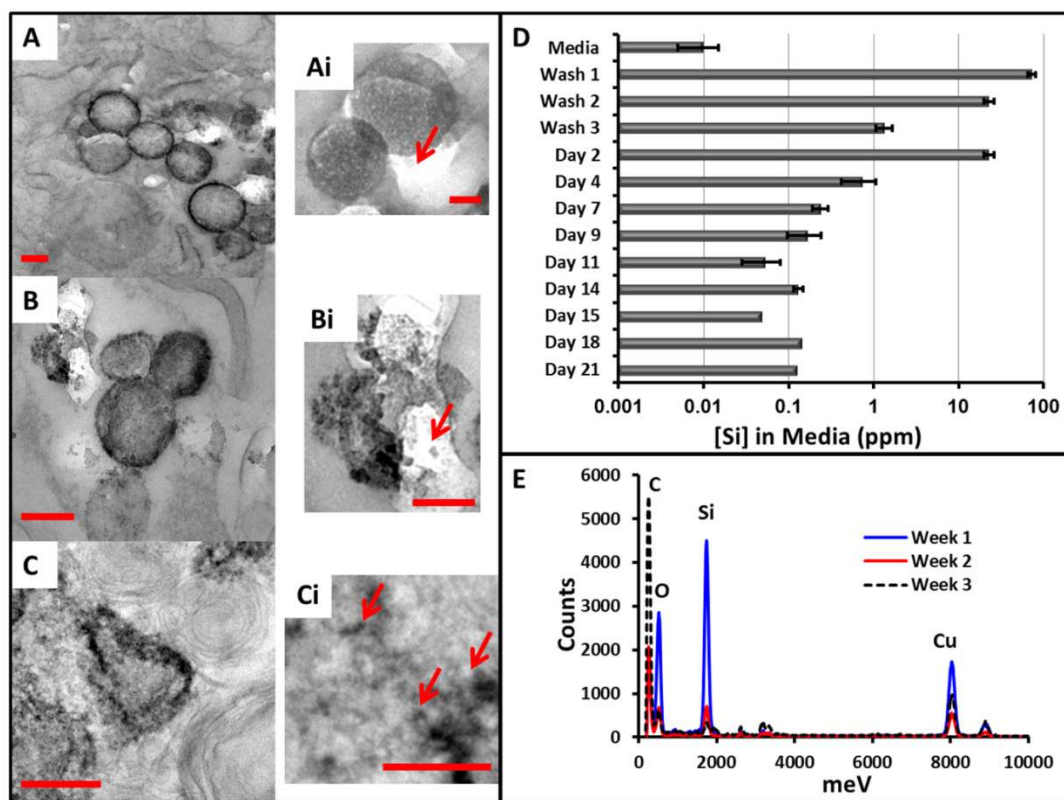 A
Ai
B
Bi
C
Ci
D
Media
Wash 1
Wash 2
Wash 3
Day 2
Day 4
Day 7
Day 9
Day 11
Day 14
Day 15
Day 18
Day 21
0.001 0.01 0.1 1 10 100
[Si] in Media (ppm)
E
6000
5000
4000
3000
2000
1000
0
Counts
C
O
Si
Cu
Week 1
Week 2
Week 3
0 2000 4000 6000 8000 10000
meV